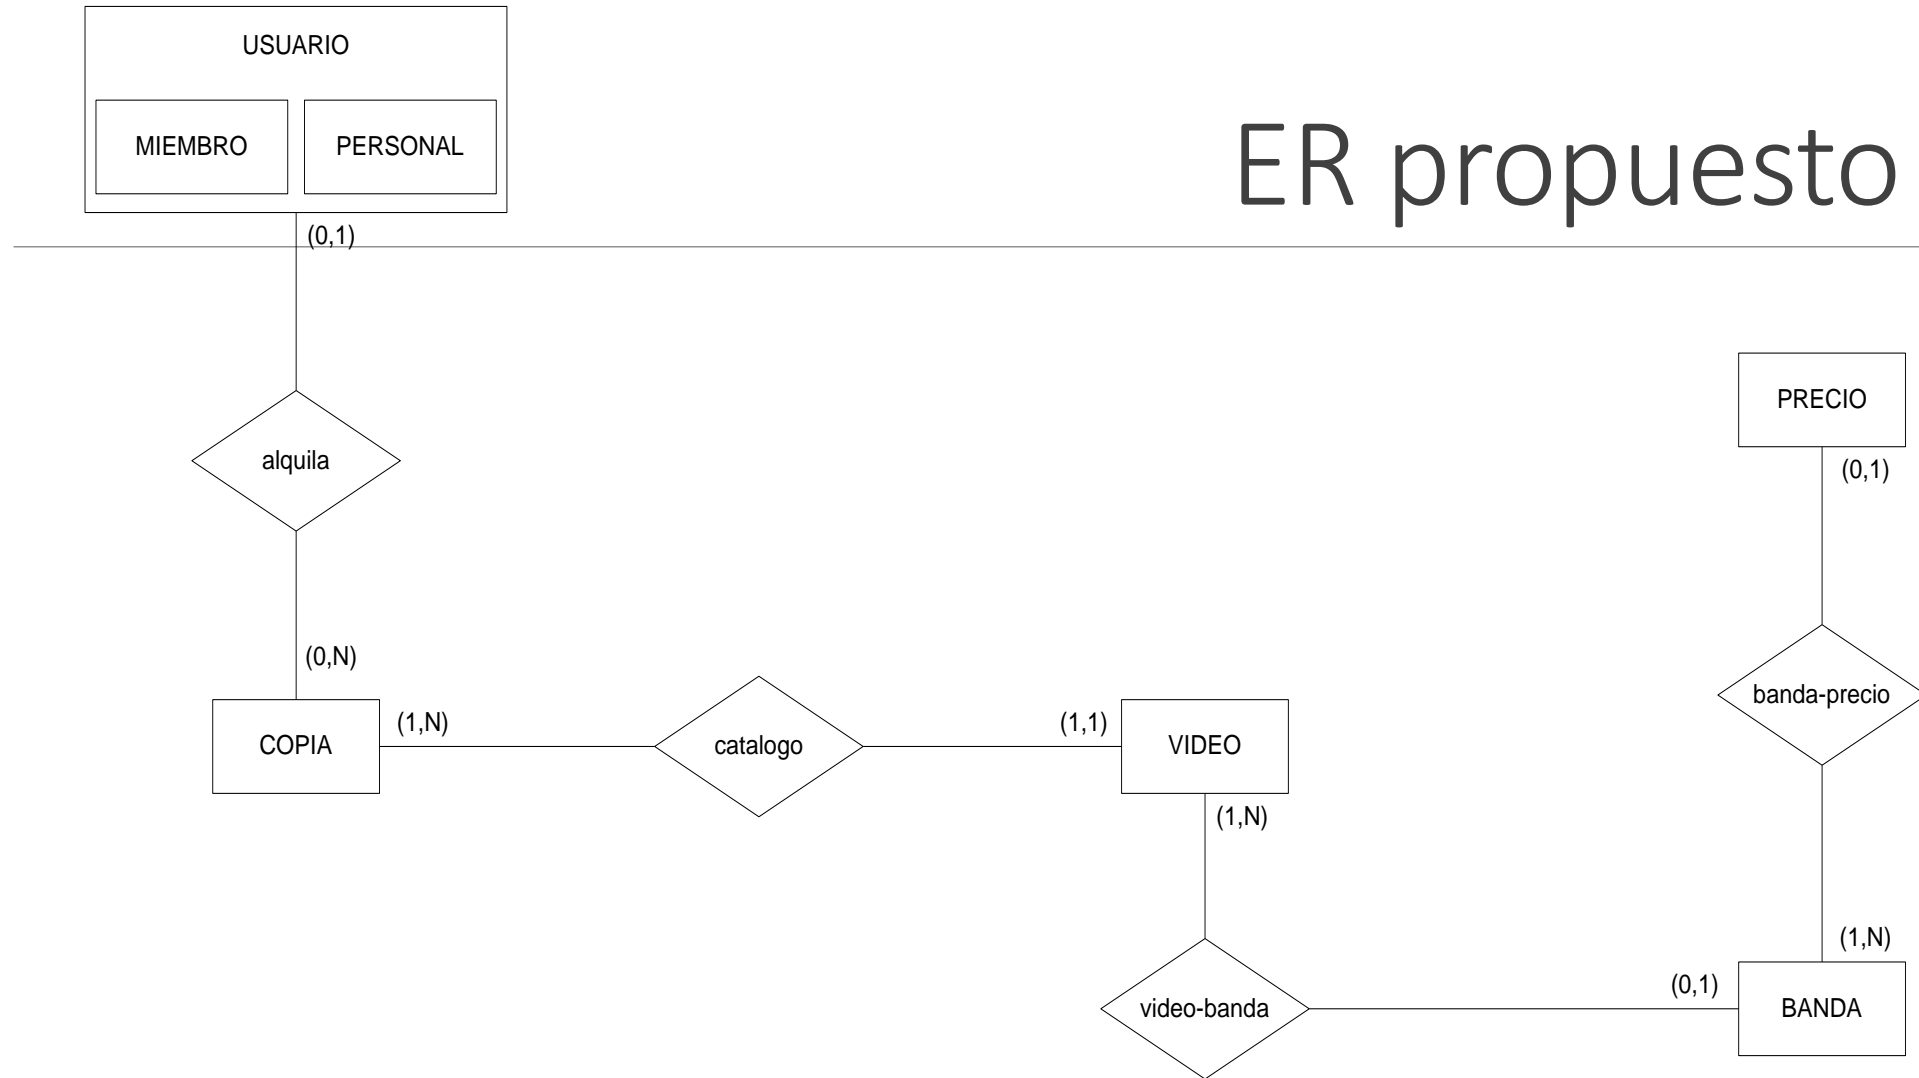 USUARIO
MIEMBRO
PERSONAL
ER propuesto
(0,1)
PRECIO
(0,1)
alquila
(0,N)
banda-precio
COPIA
(1,N)
catalogo
(1,1)
VIDEO
(1,N)
(1,N)
(0,1)
video-banda
BANDA